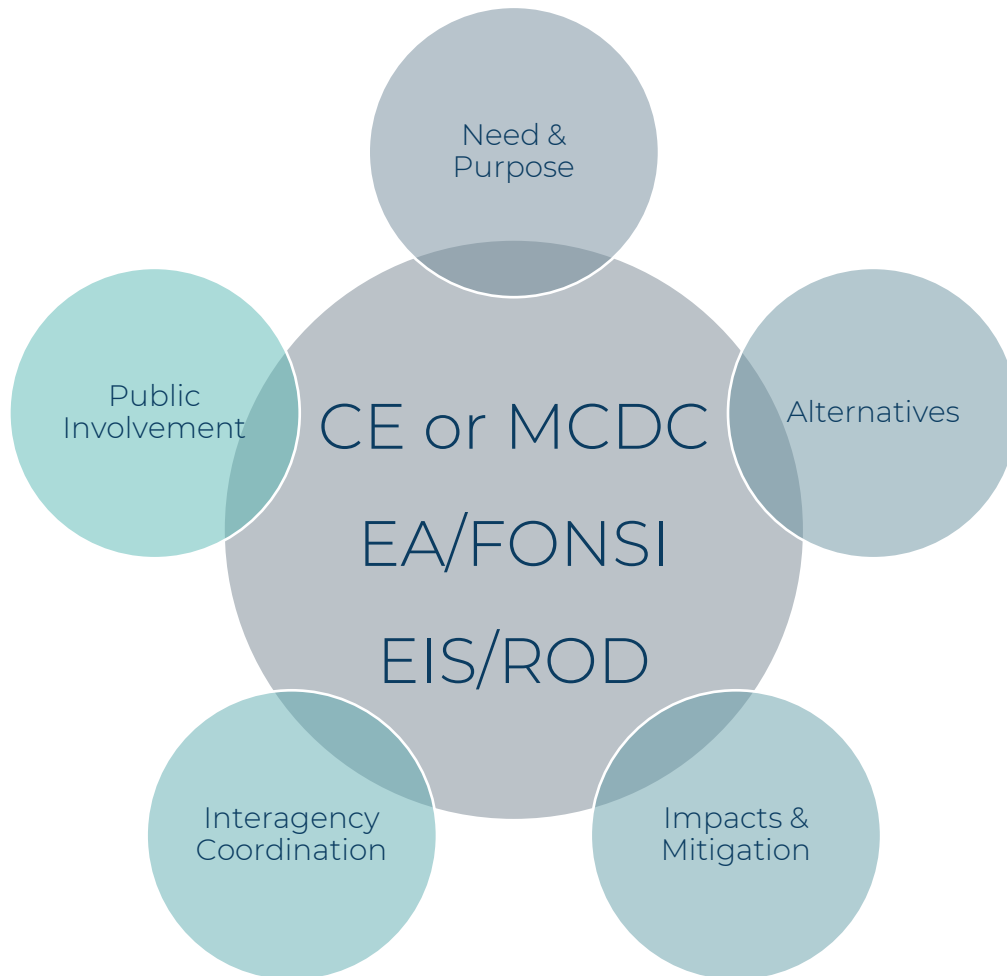 Need &
Purpose
Public
Involvement
CE or MCDC
EA/FONSI
EIS/ROD
Alternatives
Interagency
Coordination
Impacts &
Mitigation